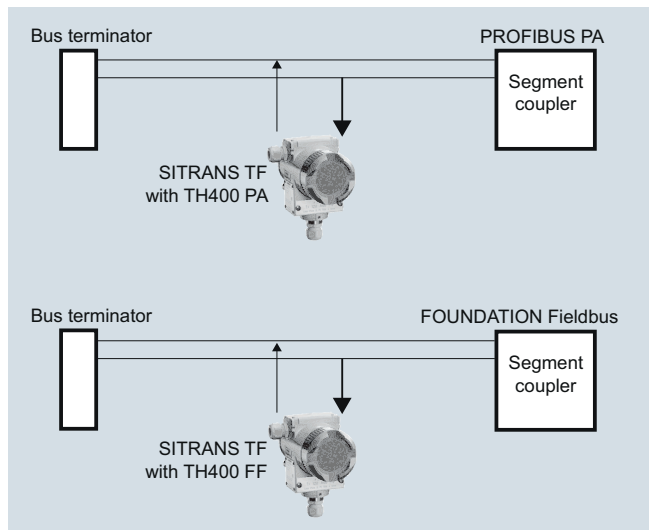 Bus terminator
PROFIBUS PA
Segment
coupler
SITRANS TF
with TH400 PA
Bus terminator
FOUNDATION Fieldbus
Segment
coupler
SITRANS TF
with TH400 FF